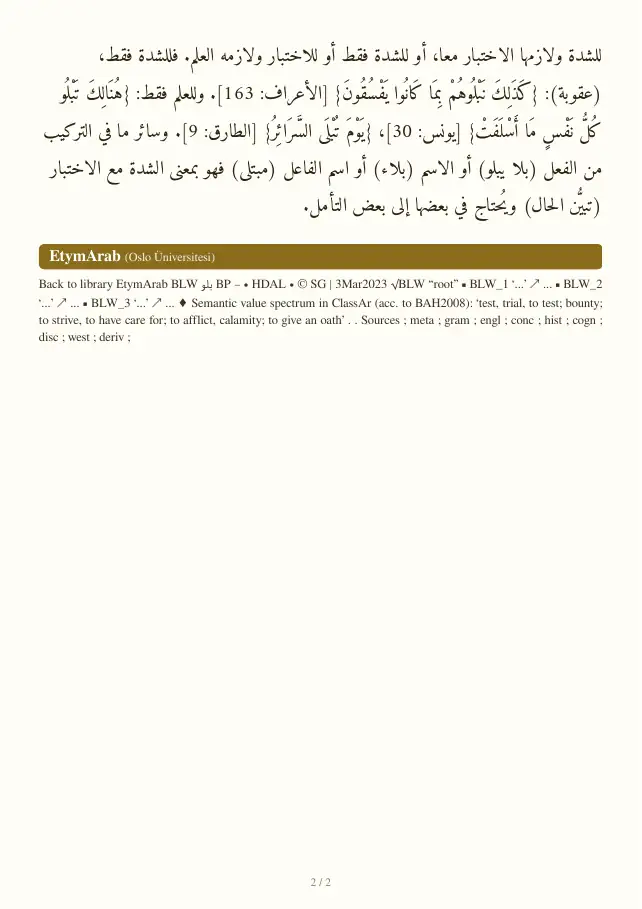 للشدة ولازمها الاختبار معا، أو للشدة فقط أو للاختبار ولازمه العلم. فللشدة فقط،
(عقوبة): {كَذَلِكَ نَبْلُوهُمْ بِمَا كَانُوا يَفْسُقُونَ} [الأعراف: 163]. وللعلم فقط: {هُنَالِكَ تَبْلُو
كُلُّ نَفْسٍ مَا أَسْلَفَتْ} [يونس: 30]، {يَوْمَ تُبْلَى السَّرَائِرُ} [الطارق: 9]. وسائر ما في التركيب
من الفعل (بلا يبلو) أو الاسم (بلاء) أو اسم الفاعل (مبتلى) فهو بمعنى الشدة مع الاختبار
(تبيُّن الحال) ويُحتاج في بعضها إلى بعض التأمل.
EtymArab (Oslo Üniversitesi)
Back to library EtymArab BLW بلو BP – • HDAL • © SG | 3Mar2023 √BLW “root” ▪ BLW_1 ‘...’ ↗ ... ▪ BLW_2
‘...’ ↗ ... ▪ BLW_3 ‘...’ ↗ ... ♦ Semantic value spectrum in ClassAr (acc. to BAH2008): ‘test, trial, to test; bounty;
to strive, to have care for; to afflict, calamity; to give an oath’ . . Sources ; meta ; gram ; engl ; conc ; hist ; cogn ;
disc ; west ; deriv ;
2 / 2